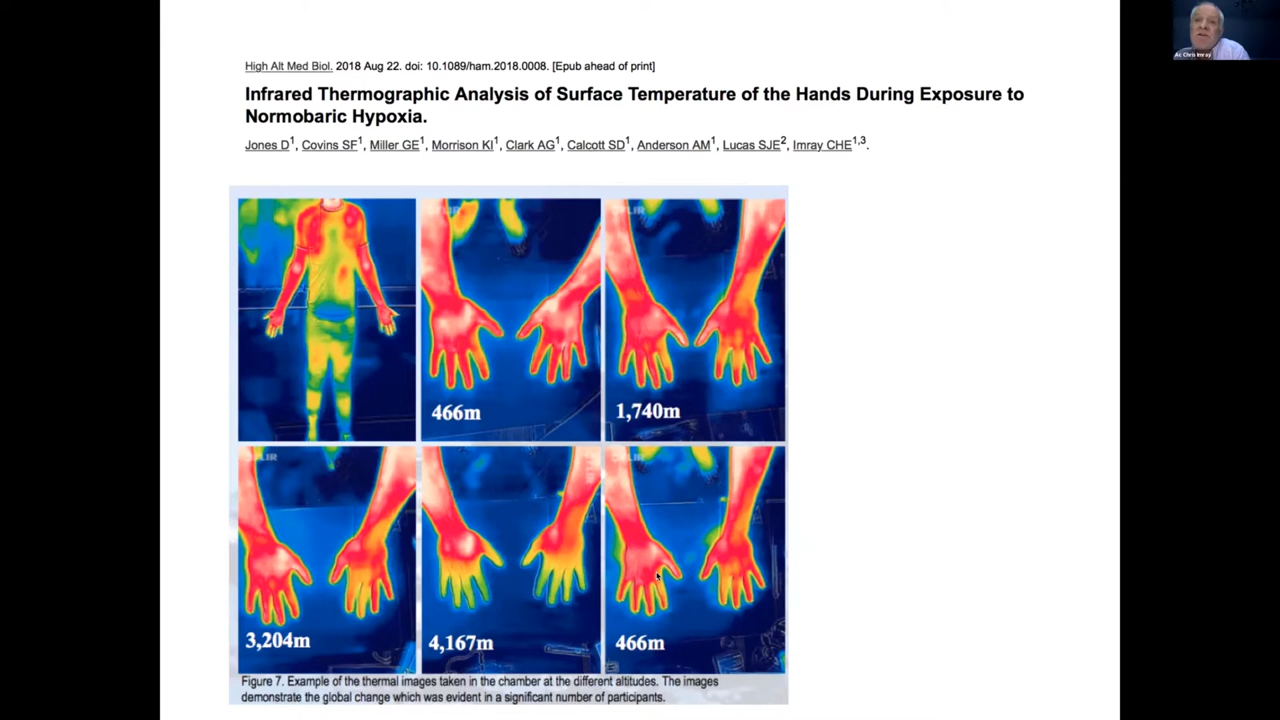 High Alt Med Biol. 2018 Aug 22. doi: 10.1089/ham.2018.0008. [Epub ahead of print]
Infrared Thermographic Analysis of Surface Temperature of the Hands During Exposure to
Normobaric Hypoxia.
Jones D1, Covins SF1, Miller GE1, Morrison KI1, Clark AG1, Calcott SD1, Anderson AM1, Lucas SJE2, Imray CHE1,3.
Ac Chris Imray
466m
1,740m
3,204m
4,167m
466m
Figure 7. Example of the thermal images taken in the chamber at the different altitudes. The images
demonstrate the global change which was evident in a significant number of participants.